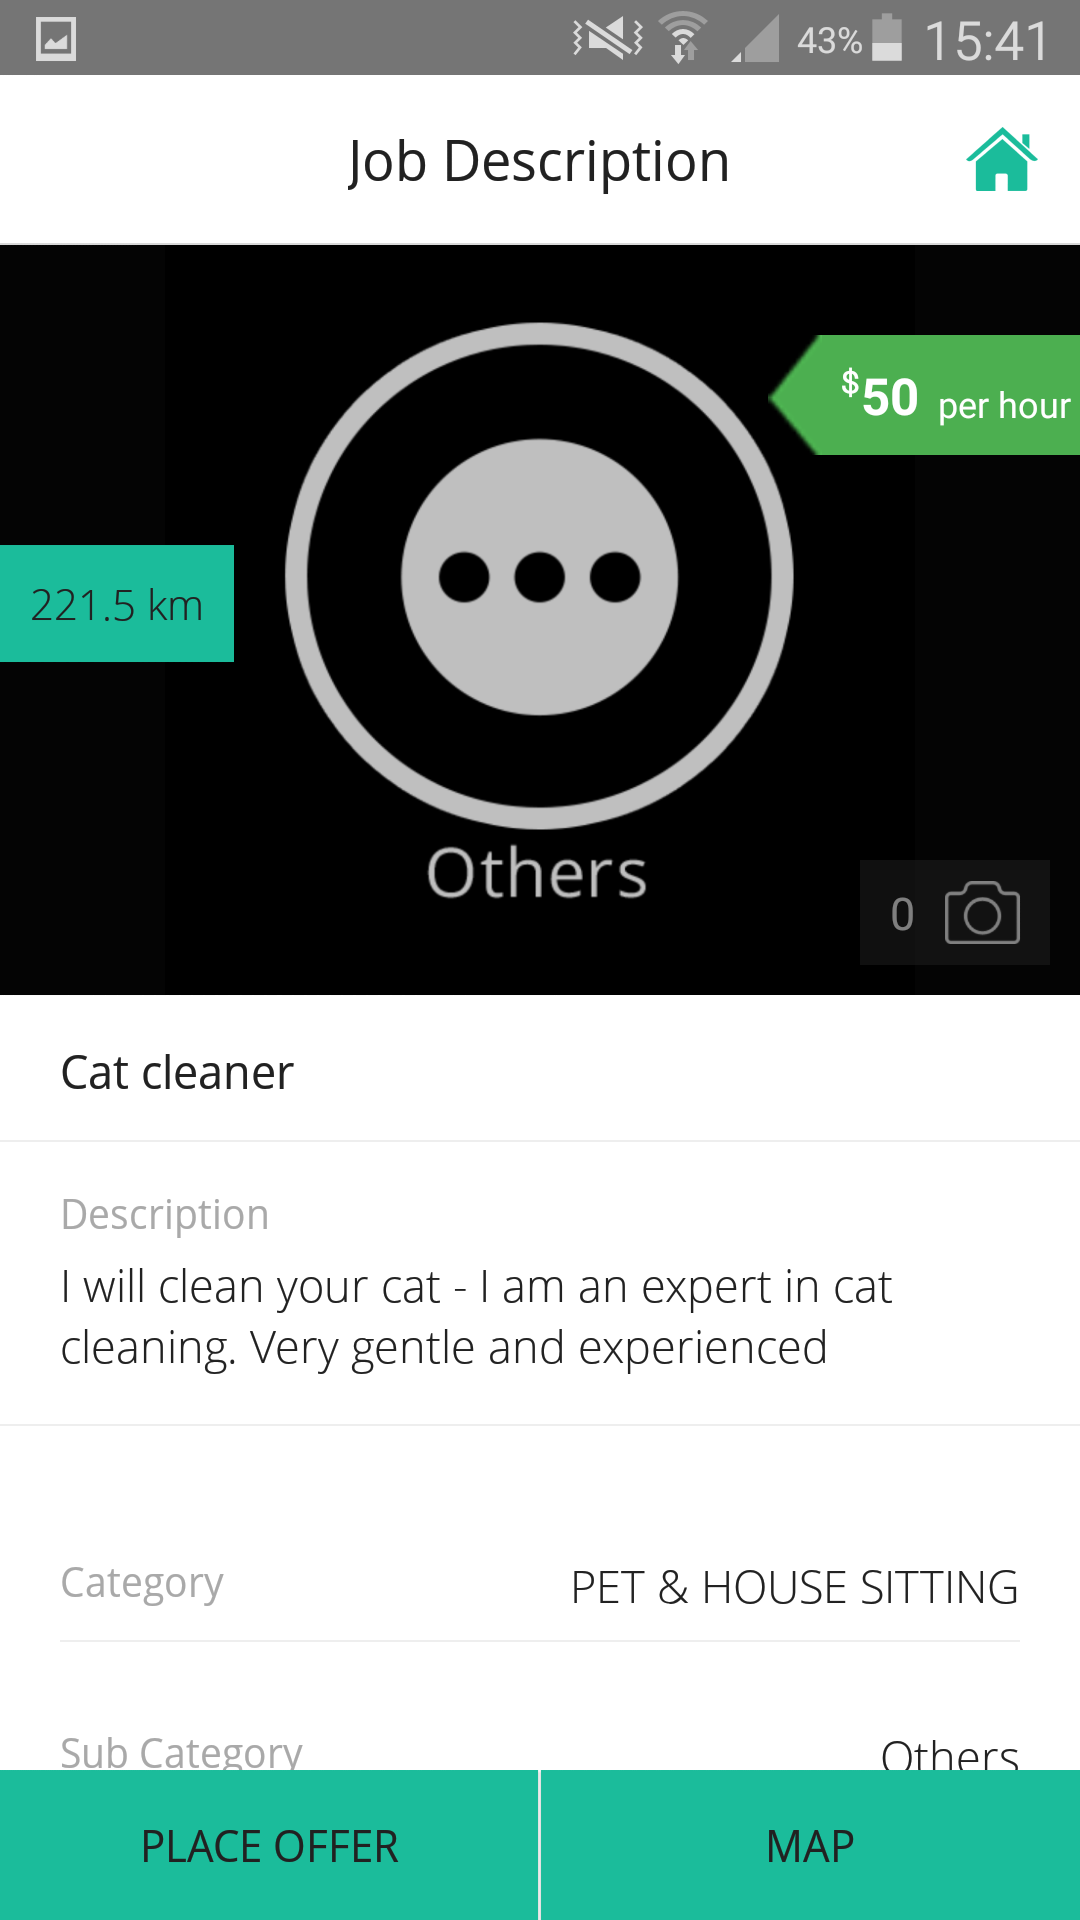 43% 15:41
Job Description
$50 per hour
221.5 km
Others
0
Cat cleaner
Description
I will clean your cat - I am an expert in cat
cleaning. Very gentle and experienced
Category PET & HOUSE SITTING
Sub Category Others
PLACE OFFER MAP